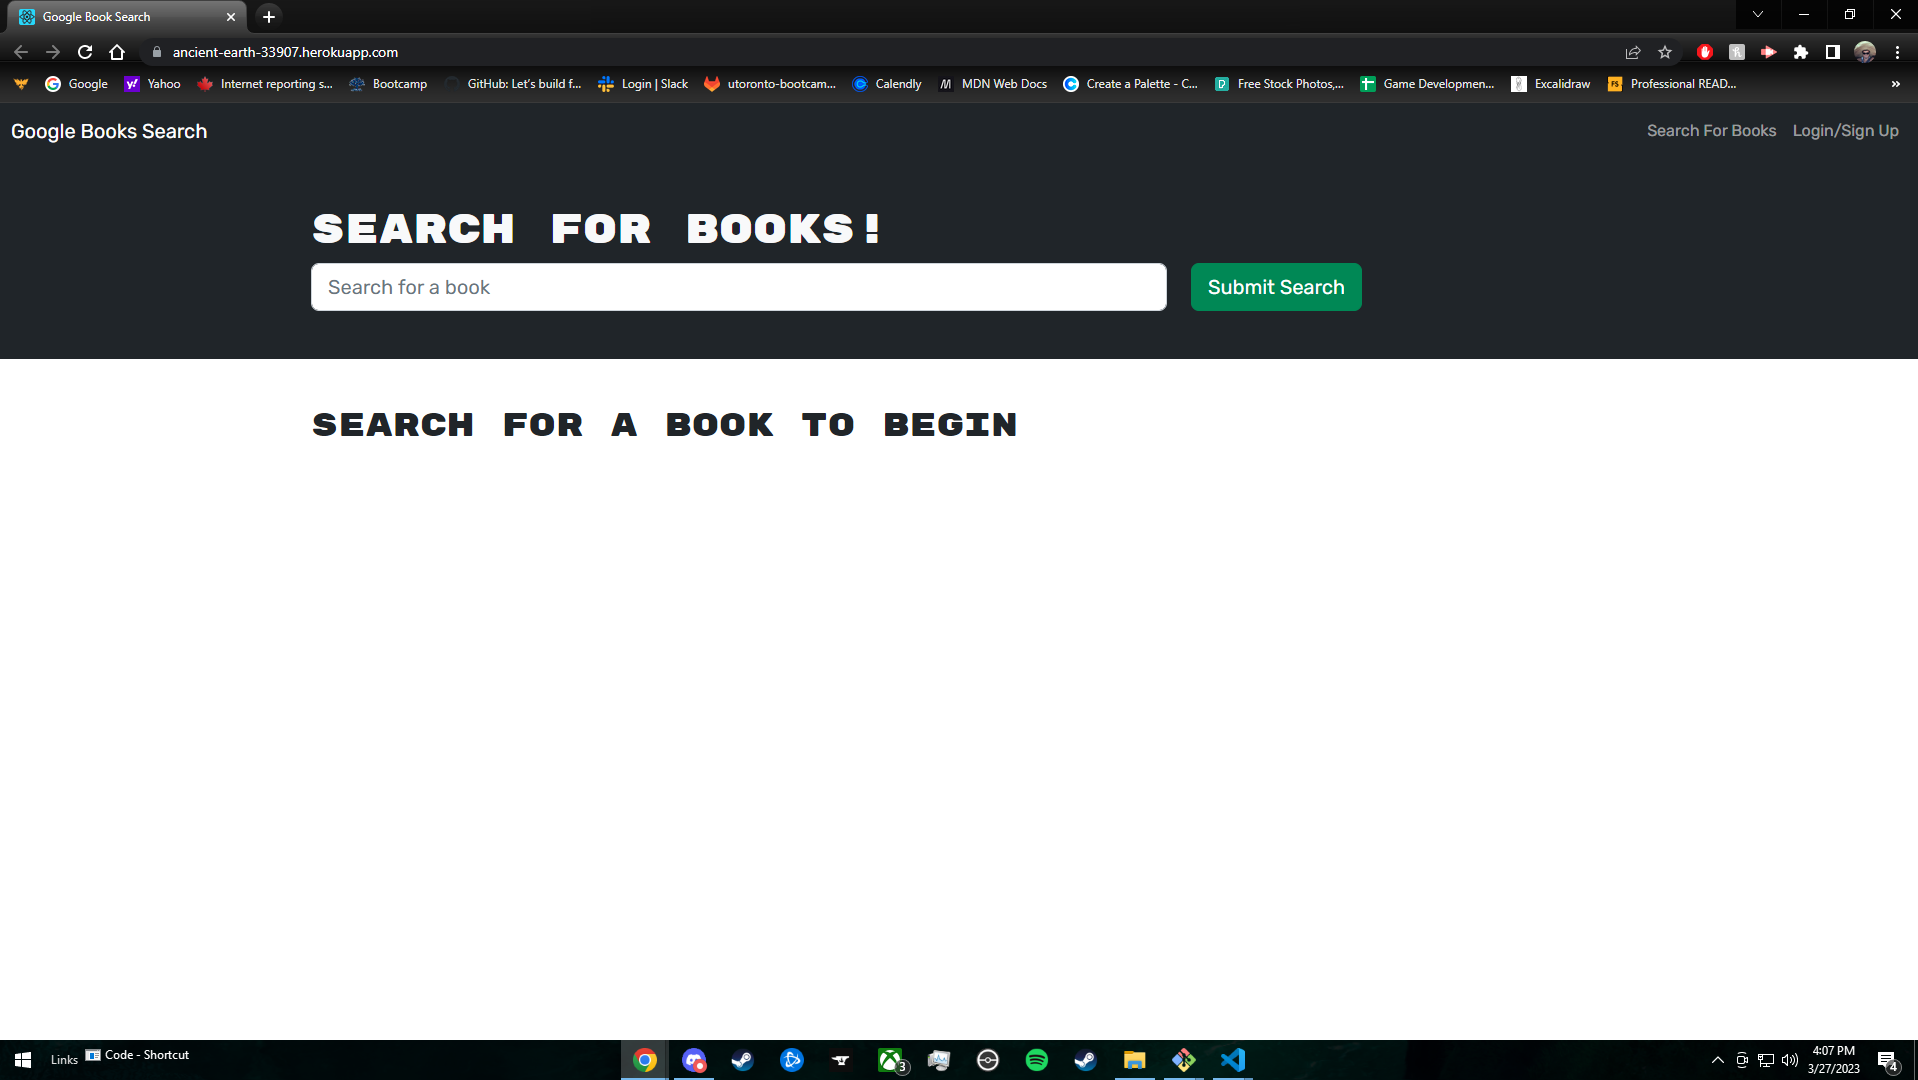 Google Book Search
ancient-earth-33907.herokuapp.com
Google
Yahoo
Internet reporting s...
Bootcamp
GitHub: Let's build f...
Login | Slack
utoronto-bootcam...
Calendly
MDN Web Docs
Create a Palette - C...
Free Stock Photos,...
Game Developmen...
Excalidraw
Professional READ...
Google Books Search
Search For Books
Login/Sign Up
SEARCH FOR BOOKS!
Search for a book
Submit Search
SEARCH FOR A BOOK TO BEGIN
Links
Code - Shortcut
3
4:07 PM
3/27/2023
4